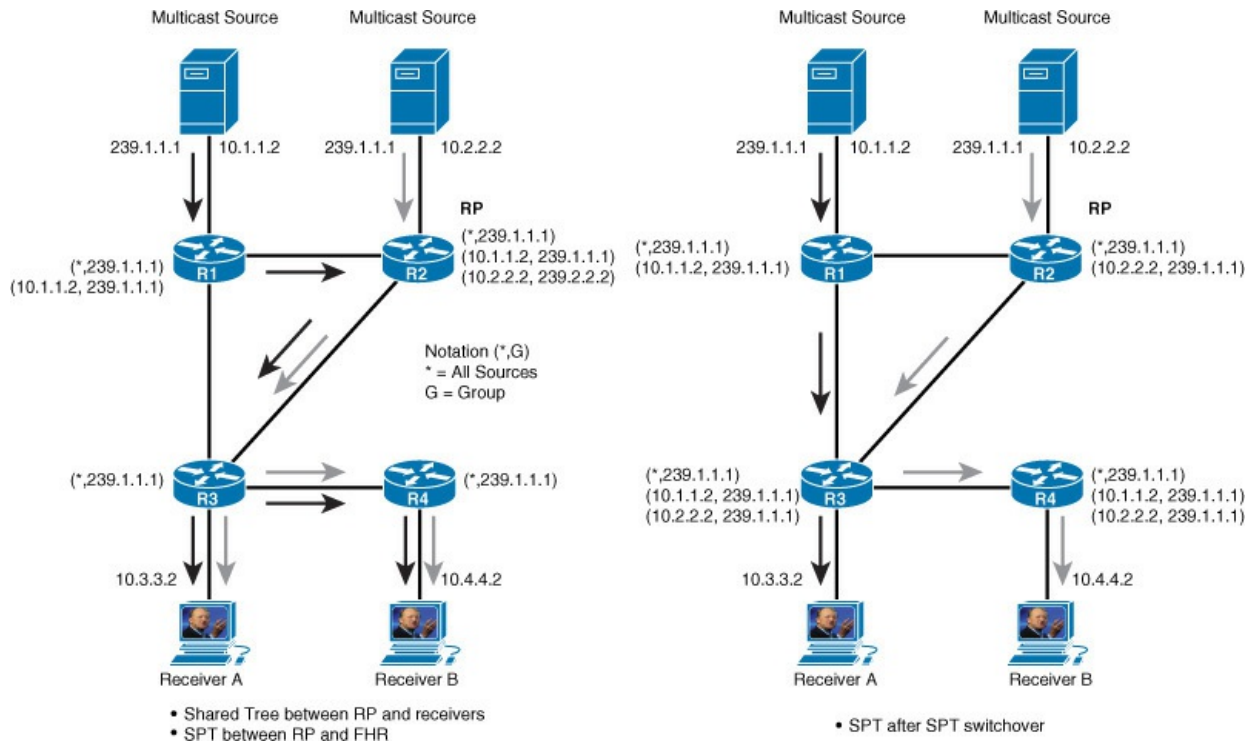 Multicast Source
Multicast Source
239.1.1.1
10.1.1.2
239.1.1.1
10.2.2.2
RP
(*,239.1.1.1)
(10.1.1.2, 239.1.1.1)
(10.2.2.2, 239.2.2.2)
R1
R2
(*,239.1.1.1)
(10.1.1.2, 239.1.1.1)
Notation (*,G)
* = All Sources
G = Group
(*,239.1.1.1)
R3
R4
(*,239.1.1.1)
10.3.3.2
10.4.4.2
Receiver A
Receiver B
• Shared Tree between RP and receivers
• SPT between RP and FHR
Multicast Source
Multicast Source
239.1.1.1
10.1.1.2
239.1.1.1
10.2.2.2
RP
(*,239.1.1.1)
(10.1.1.2, 239.1.1.1)
R1
R2
(*,239.1.1.1)
(10.2.2.2, 239.1.1.1)
(*,239.1.1.1)
(10.1.1.2, 239.1.1.1)
(10.2.2.2, 239.1.1.1)
R3
R4
(*,239.1.1.1)
(10.1.1.2, 239.1.1.1)
(10.2.2.2, 239.1.1.1)
10.3.3.2
10.4.4.2
Receiver A
Receiver B
• SPT after SPT switchover